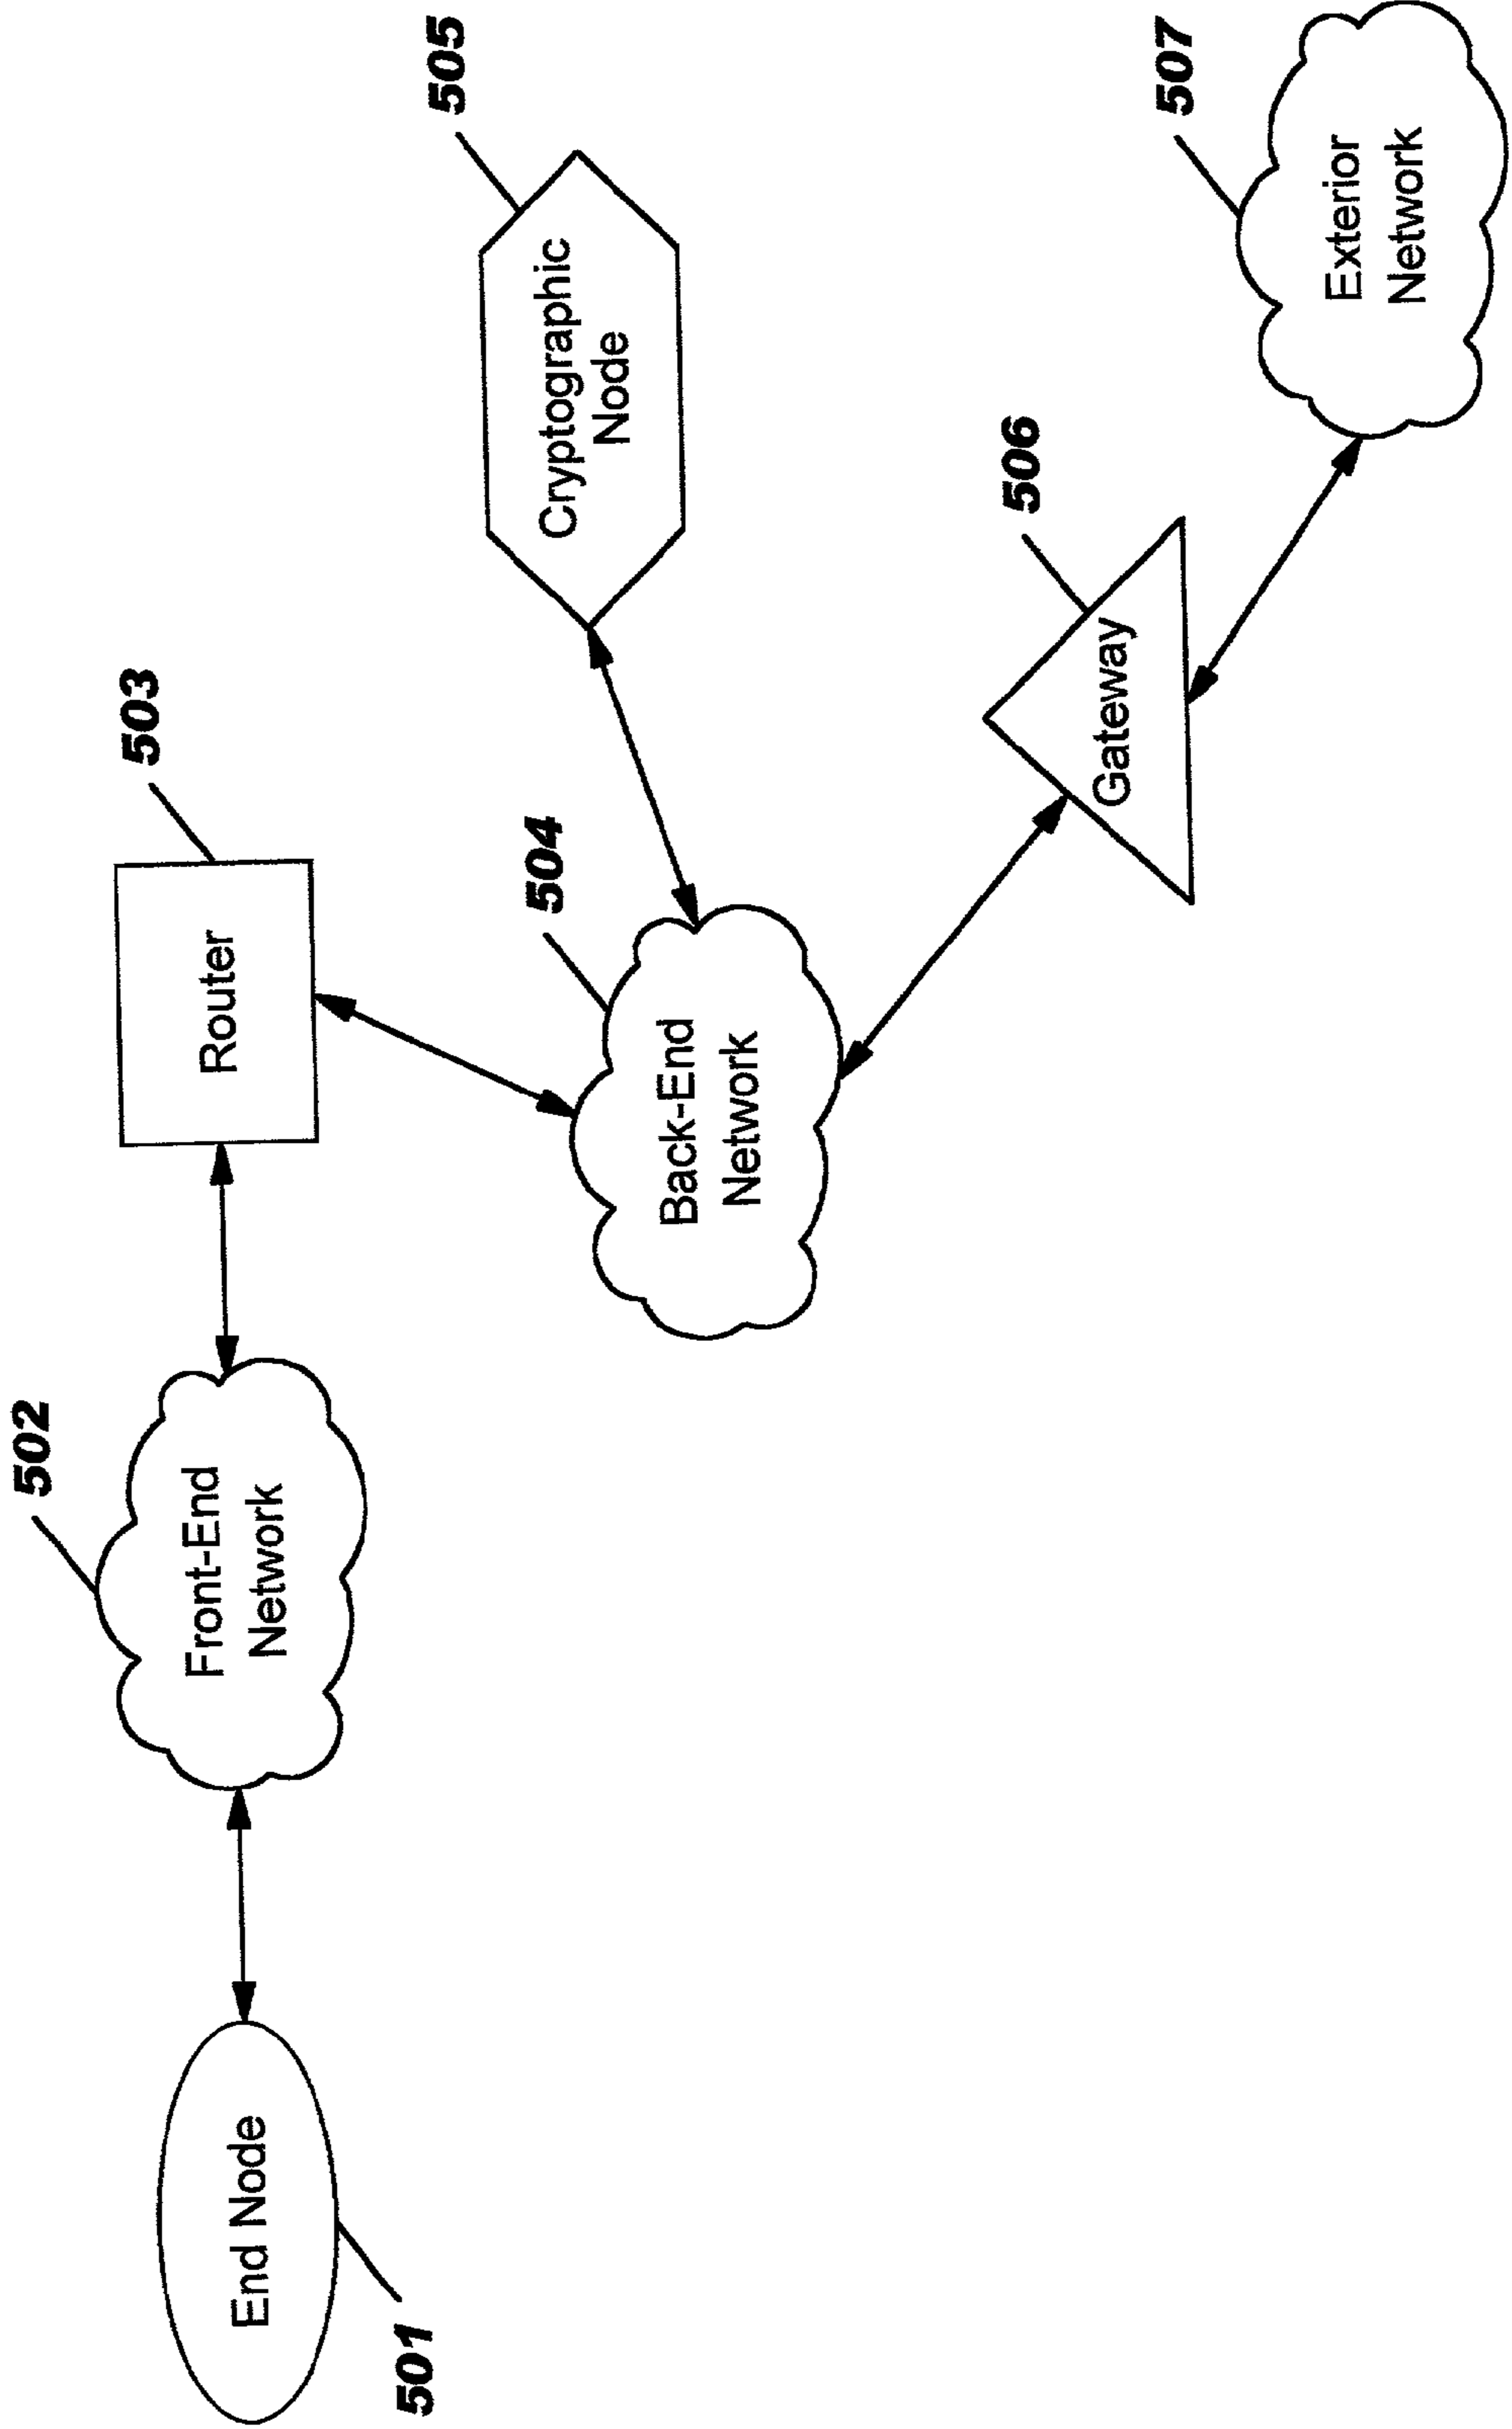 501
End Node
502
Front-End
Network
503
Router
504
Back-End
Network
505
Cryptographic
Node
506
Gateway
507
Exterior
Network